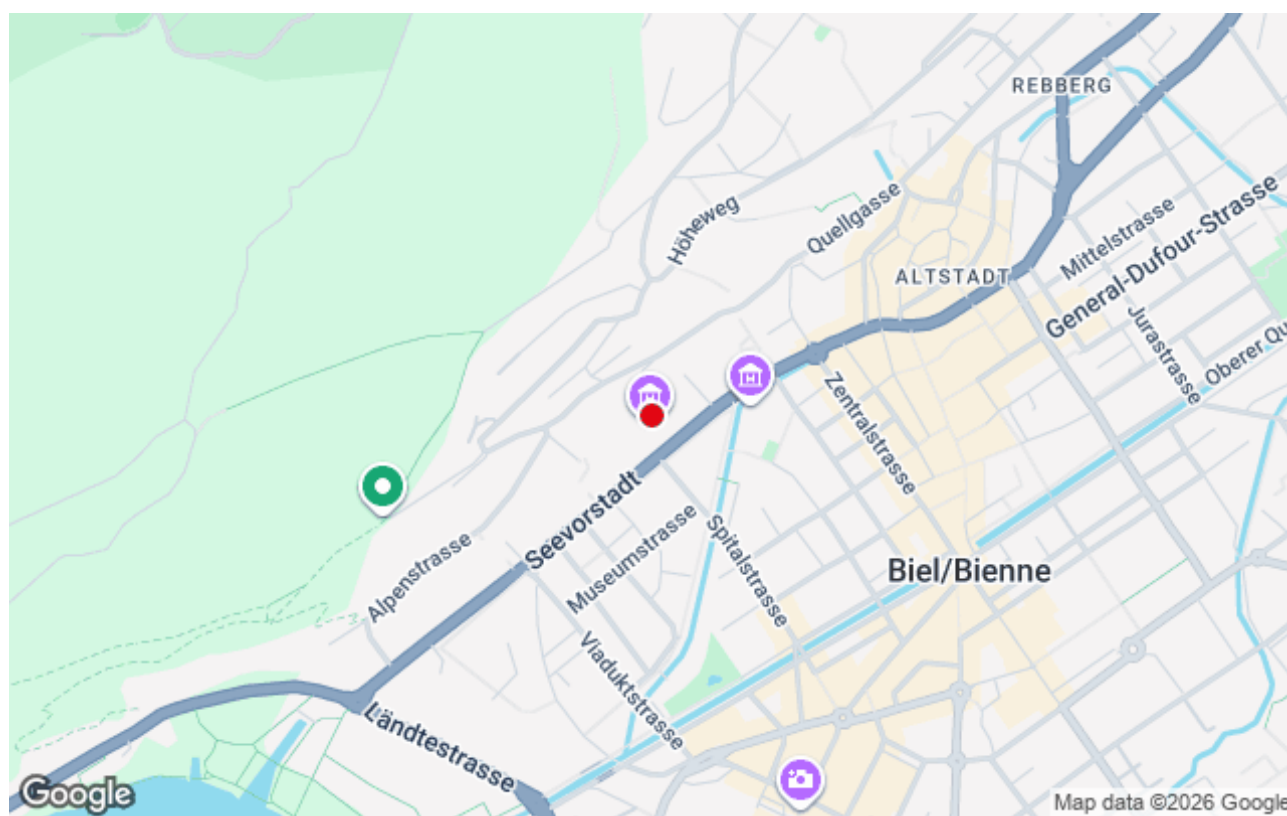 REBBERG
Höheweg
Quellgasse
Mittelstrasse
General-Dufour-Strasse
ALTSTADT
Jurastrasse
Oberer Qu
Zentralstrasse
Seevorstadt
Museumstrasse
Spitalstrasse
Biel/Bienne
Alpenstrasse
Viaduktstrasse
Ländtestrasse
Google
Map data ©2026 Google